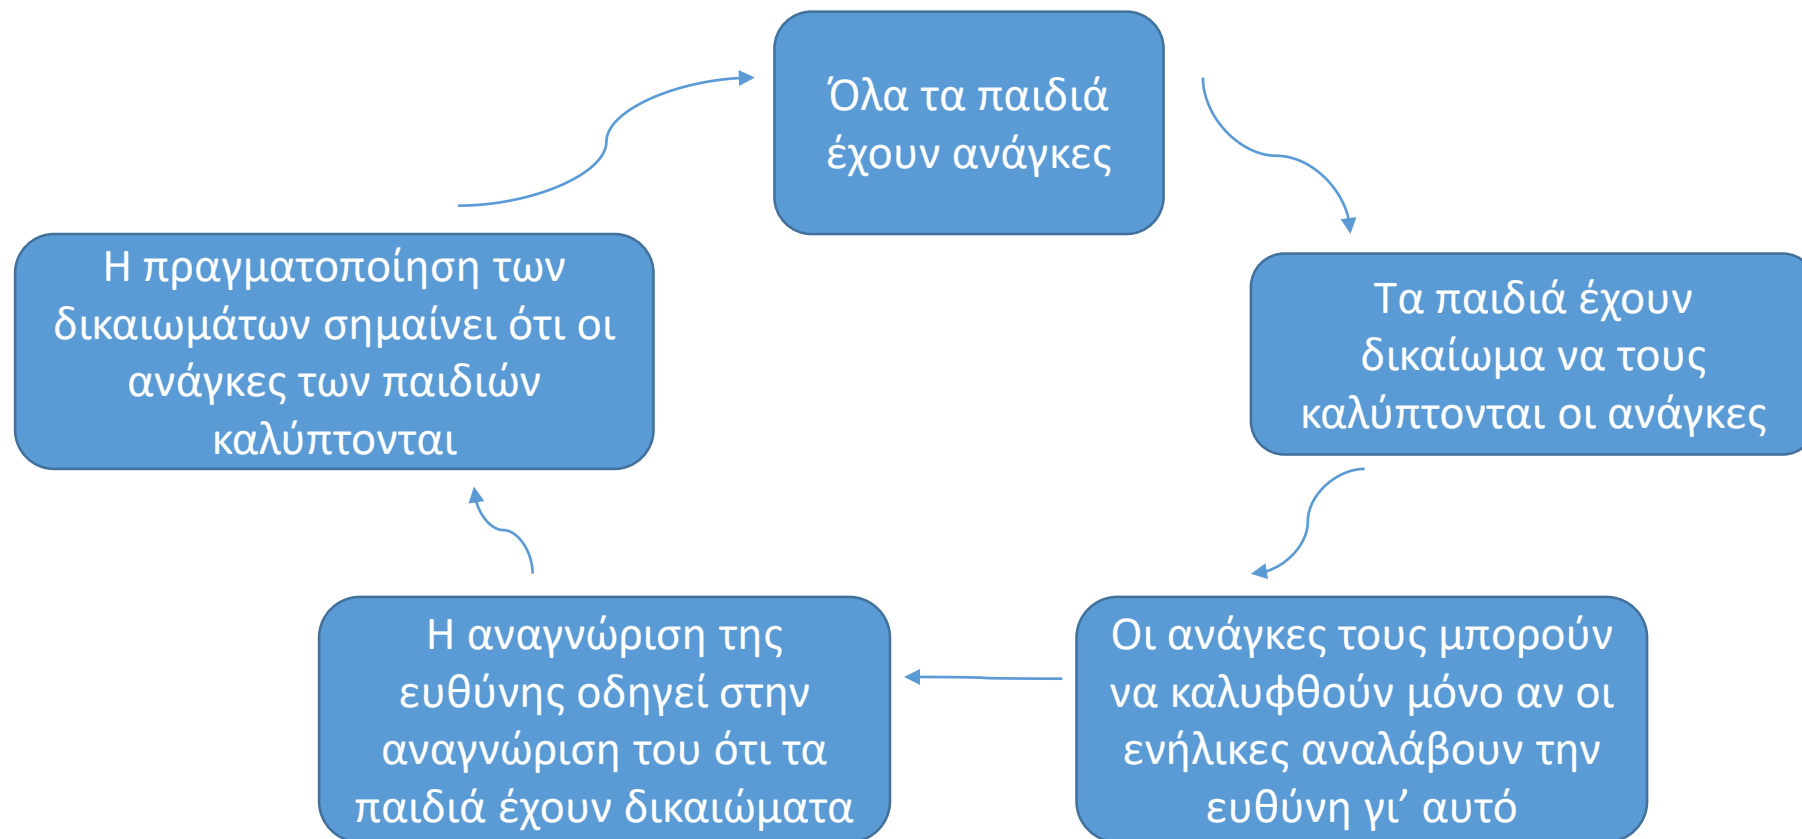 Όλα τα παιδιά
έχουν ανάγκες
Τα παιδιά έχουν
δικαίωμα να τους
καλύπτονται οι ανάγκες
Οι ανάγκες τους μπορούν
να καλυφθούν μόνο αν οι
ενήλικες αναλάβουν την
ευθύνη γι’ αυτό
Η αναγνώριση της
ευθύνης οδηγεί στην
αναγνώριση του ότι τα
παιδιά έχουν δικαιώματα
Η πραγματοποίηση των
δικαιωμάτων σημαίνει ότι οι
ανάγκες των παιδιών
καλύπτονται